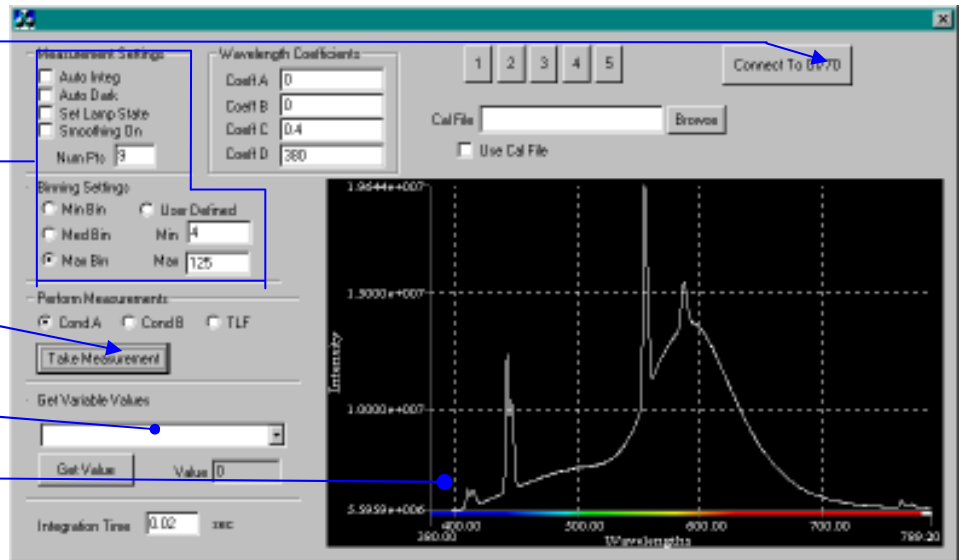 Measurement Settings
Auto Integ
Auto Dark
Set Lamp State
Smoothing On
Num Pts 9
Wavelength Coefficients
Coeff A 0
Coeff B 0
Coeff C 0.4
Coeff D 380
1 2 3 4 5
Connect To
Cal File Browse
Use Cal File
Binning Settings
Min Bin User Defined
Med Bin Min 4
Max Bin Max 125
Perform Measurements
Cond A Cond B TLF
Take Measurement
Get Variable Values
Get Value Value 0
Integration Time 0.02 sec
1.9644e+007
1.5000e+007
Intensity
1.0000e+007
5.5959e+006
400.00 500.00 600.00 700.00
380.00 Wavelengths 789.20